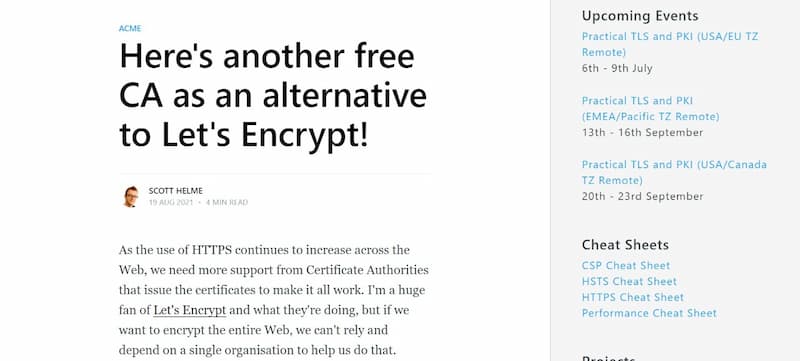 ACME
Here's another free
CA as an alternative
to Let's Encrypt!
SCOTT HELME
19 AUG 2021 • 4 MIN READ
As the use of HTTPS continues to increase across the
Web, we need more support from Certificate Authorities
that issue the certificates to make it all work. I'm a huge
fan of Let's Encrypt and what they're doing, but if we
want to encrypt the entire Web, we can't rely and
depend on a single organisation to help us do that.
Upcoming Events
Practical TLS and PKI (USA/EU TZ
Remote)
6th - 9th July
Practical TLS and PKI
(EMEA/Pacific TZ Remote)
13th - 16th September
Practical TLS and PKI (USA/Canada
TZ Remote)
20th - 23rd September
Cheat Sheets
CSP Cheat Sheet
HSTS Cheat Sheet
HTTPS Cheat Sheet
Performance Cheat Sheet